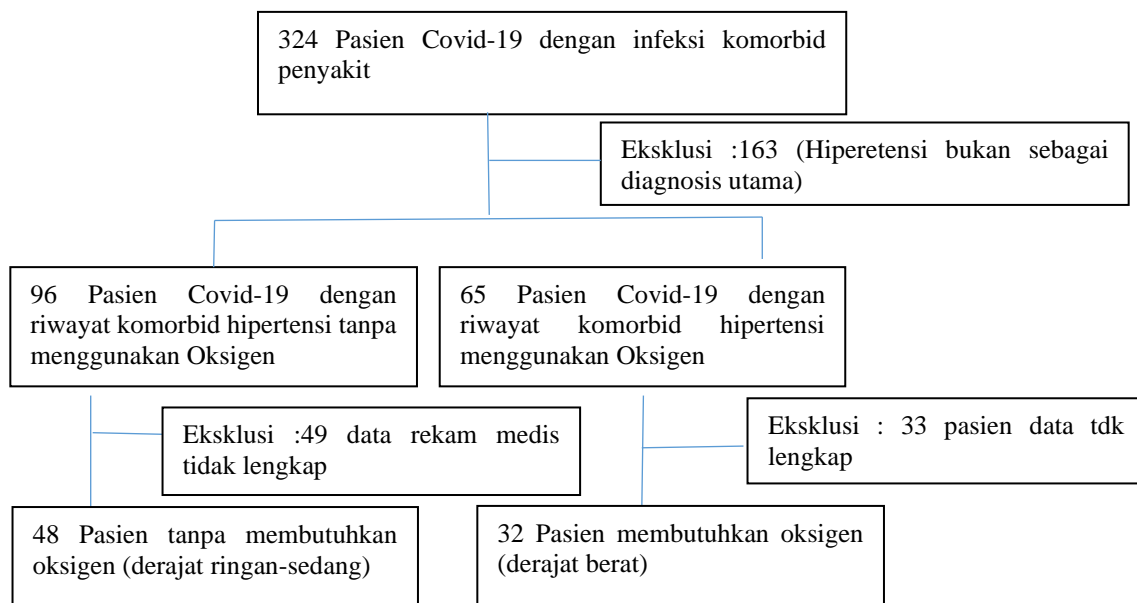 324 Pasien Covid-19 dengan infeksi komorbid
penyakit
Eksklusi :163 (Hiperetensi bukan sebagai
diagnosis utama)
96 Pasien Covid-19 dengan
riwayat komorbid hipertensi tanpa
menggunakan Oksigen
65 Pasien Covid-19 dengan
riwayat komorbid hipertensi
menggunakan Oksigen
Eksklusi :49 data rekam medis
tidak lengkap
Eksklusi : 33 pasien data tdk
lengkap
48 Pasien tanpa membutuhkan
oksigen (derajat ringan-sedang)
32 Pasien membutuhkan oksigen
(derajat berat)